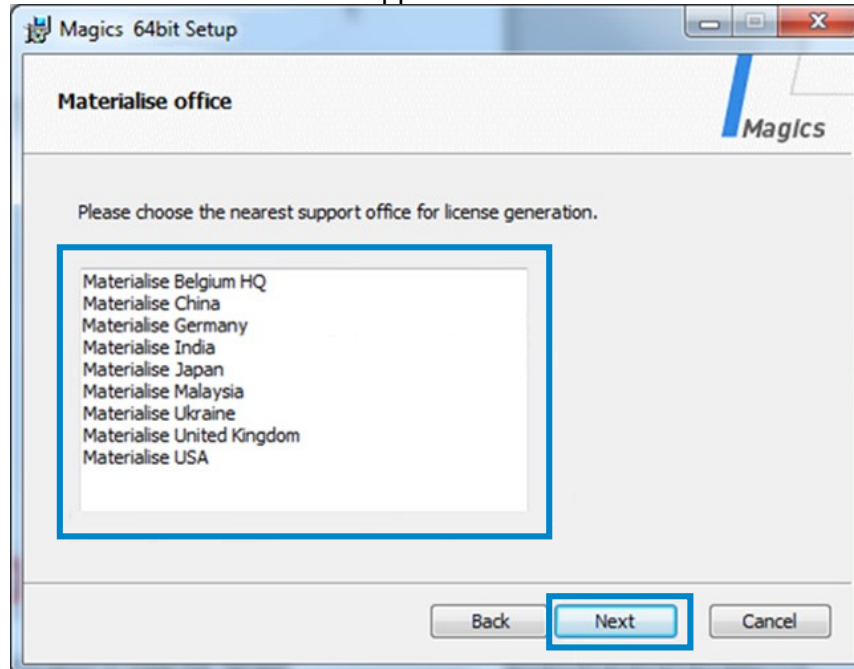 Magics 64bit Setup
Materialise office
Magics
Please choose the nearest support office for license generation.
Materialise Belgium HQ
Materialise China
Materialise Germany
Materialise India
Materialise Japan
Materialise Malaysia
Materialise Ukraine
Materialise United Kingdom
Materialise USA
Back Next Cancel